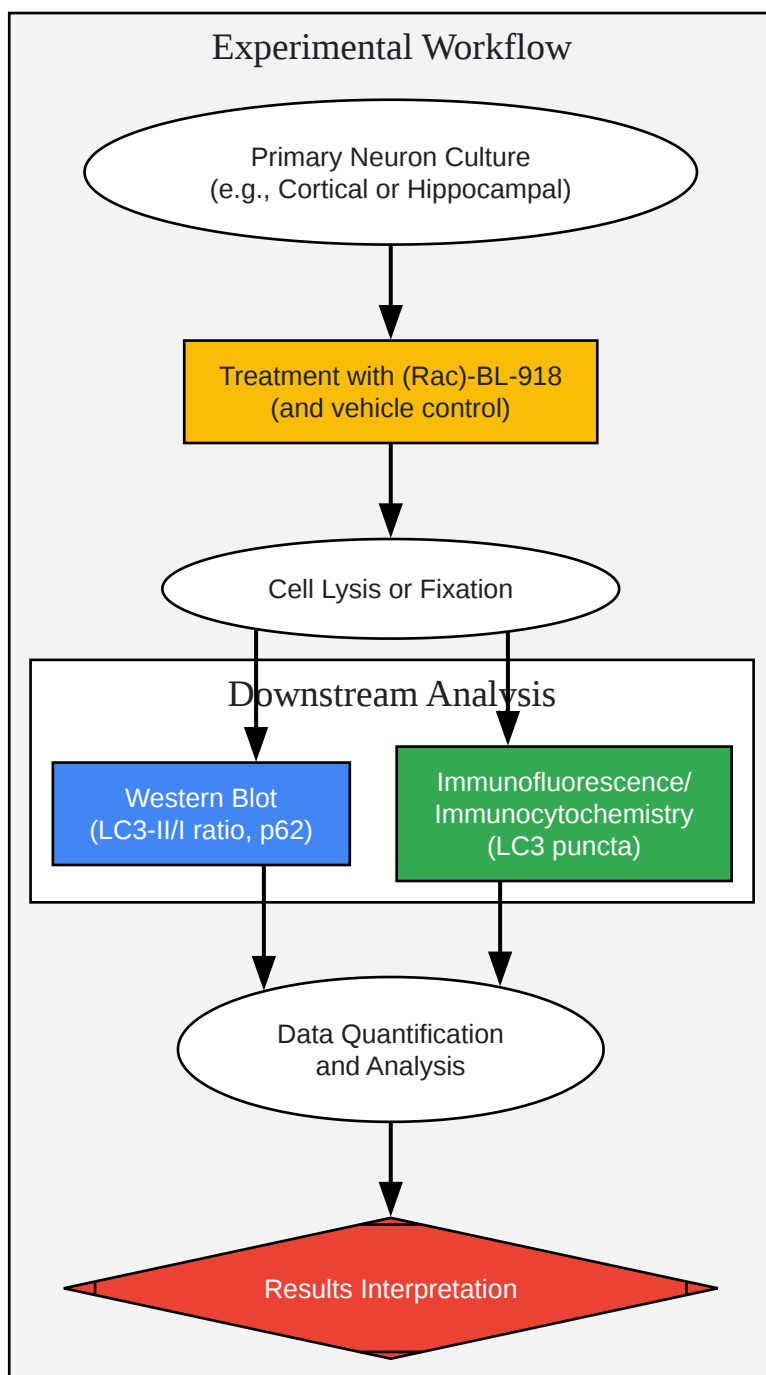 Experimental Workflow
Primary Neuron Culture
(e.g., Cortical or Hippocampal)
Treatment with (Rac)-BL-918
(and vehicle control)
Cell Lysis or Fixation
Downstream Analysis
Western Blot
(LC3-II/I ratio, p62)
Immunofluorescence/
Immunocytochemistry
(LC3 puncta)
Data Quantification
and Analysis
Results Interpretation